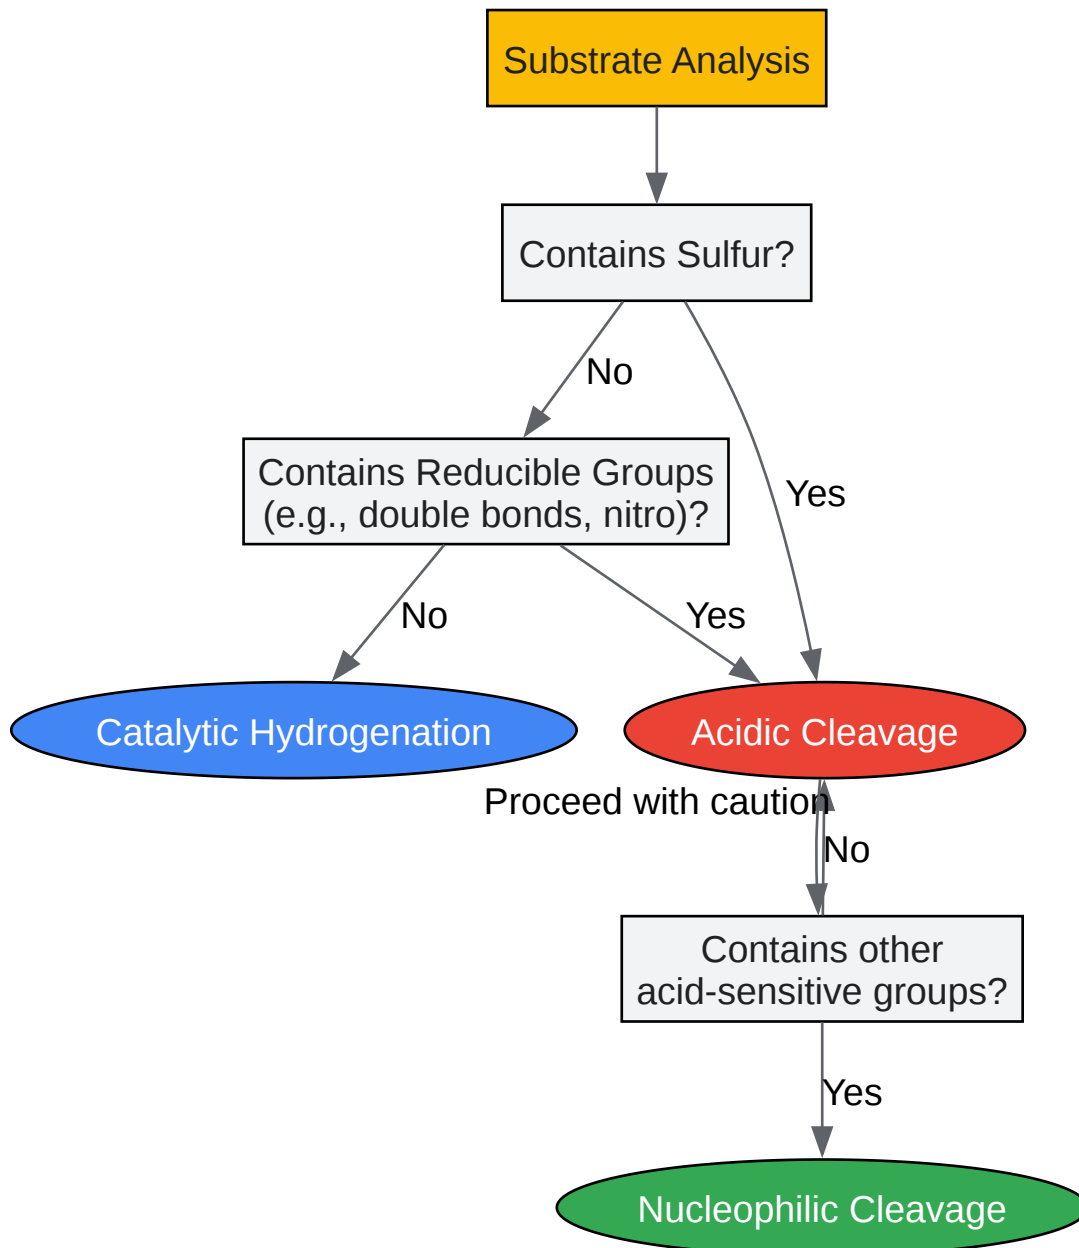 Substrate Analysis
Contains Sulfur?
No
Contains Reducible Groups
(e.g., double bonds, nitro)?
Yes
No
Yes
Catalytic Hydrogenation
Acidic Cleavage
Proceed with caution
No
Contains other
acid-sensitive groups?
Yes
Nucleophilic Cleavage